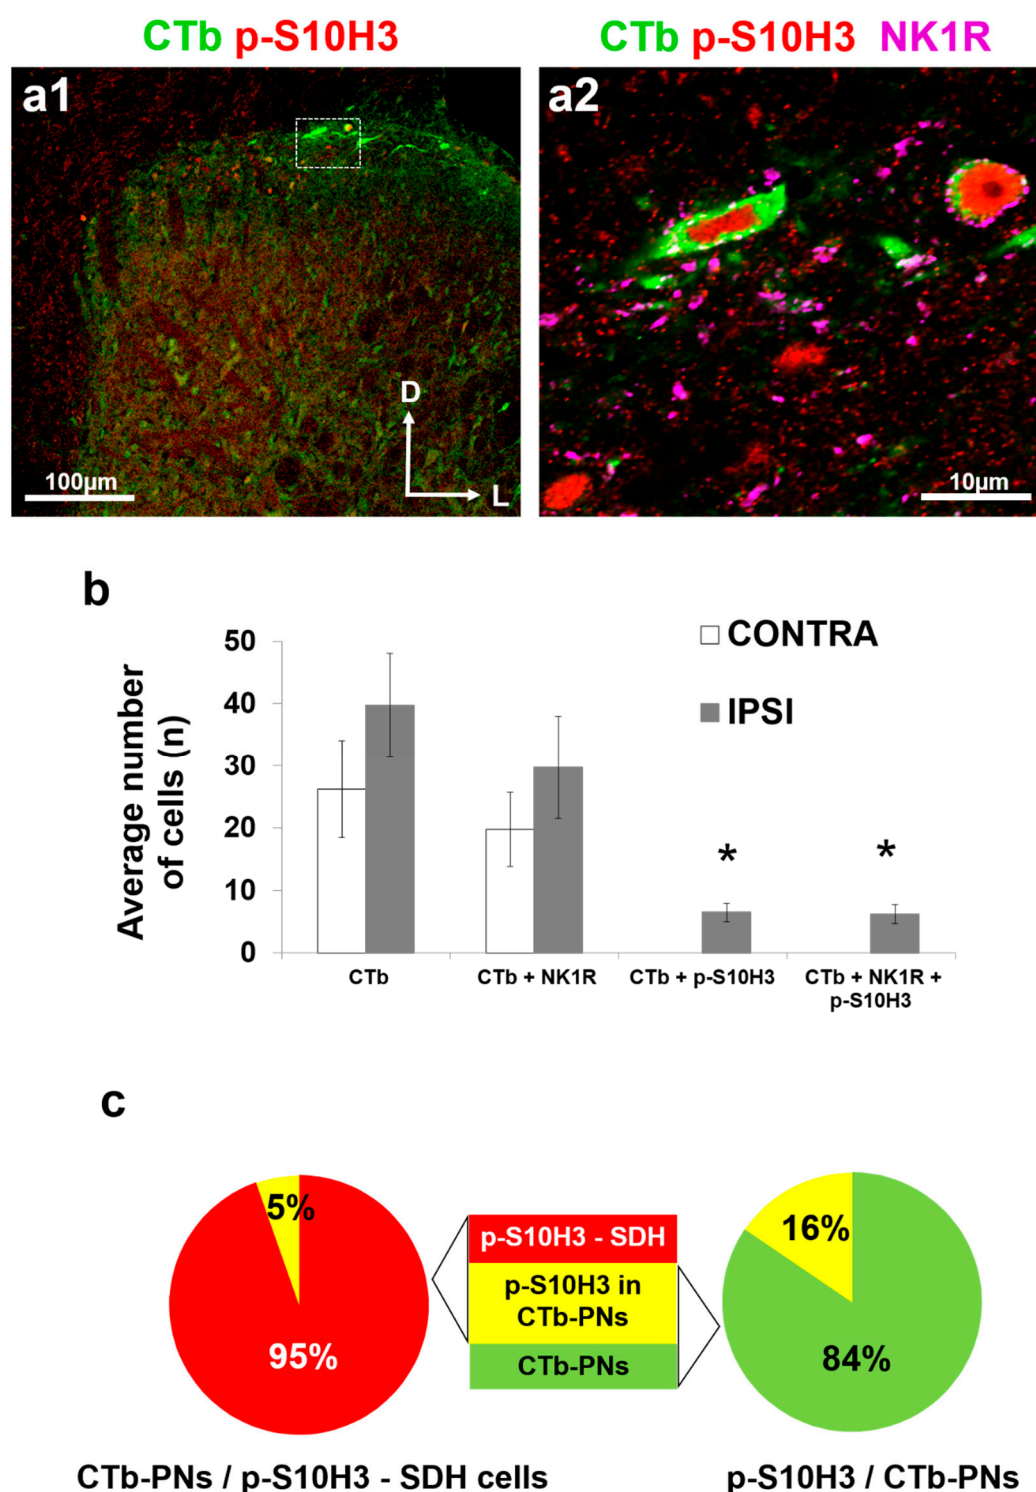 CTb p-S10H3
CTb p-S10H3 NK1R
a1
a2
D
L
100µm
10µm
b
CONTRA
IPSI
Average number
of cells (n)
50
40
30
20
10
0
*
*
CTb
CTb + NK1R
CTb + p-S10H3
CTb + NK1R +
p-S10H3
c
5%
95%
p-S10H3 - SDH
p-S10H3 in
CTb-PNs
CTb-PNs
16%
84%
CTb-PNs / p-S10H3 - SDH cells
p-S10H3 / CTb-PNs